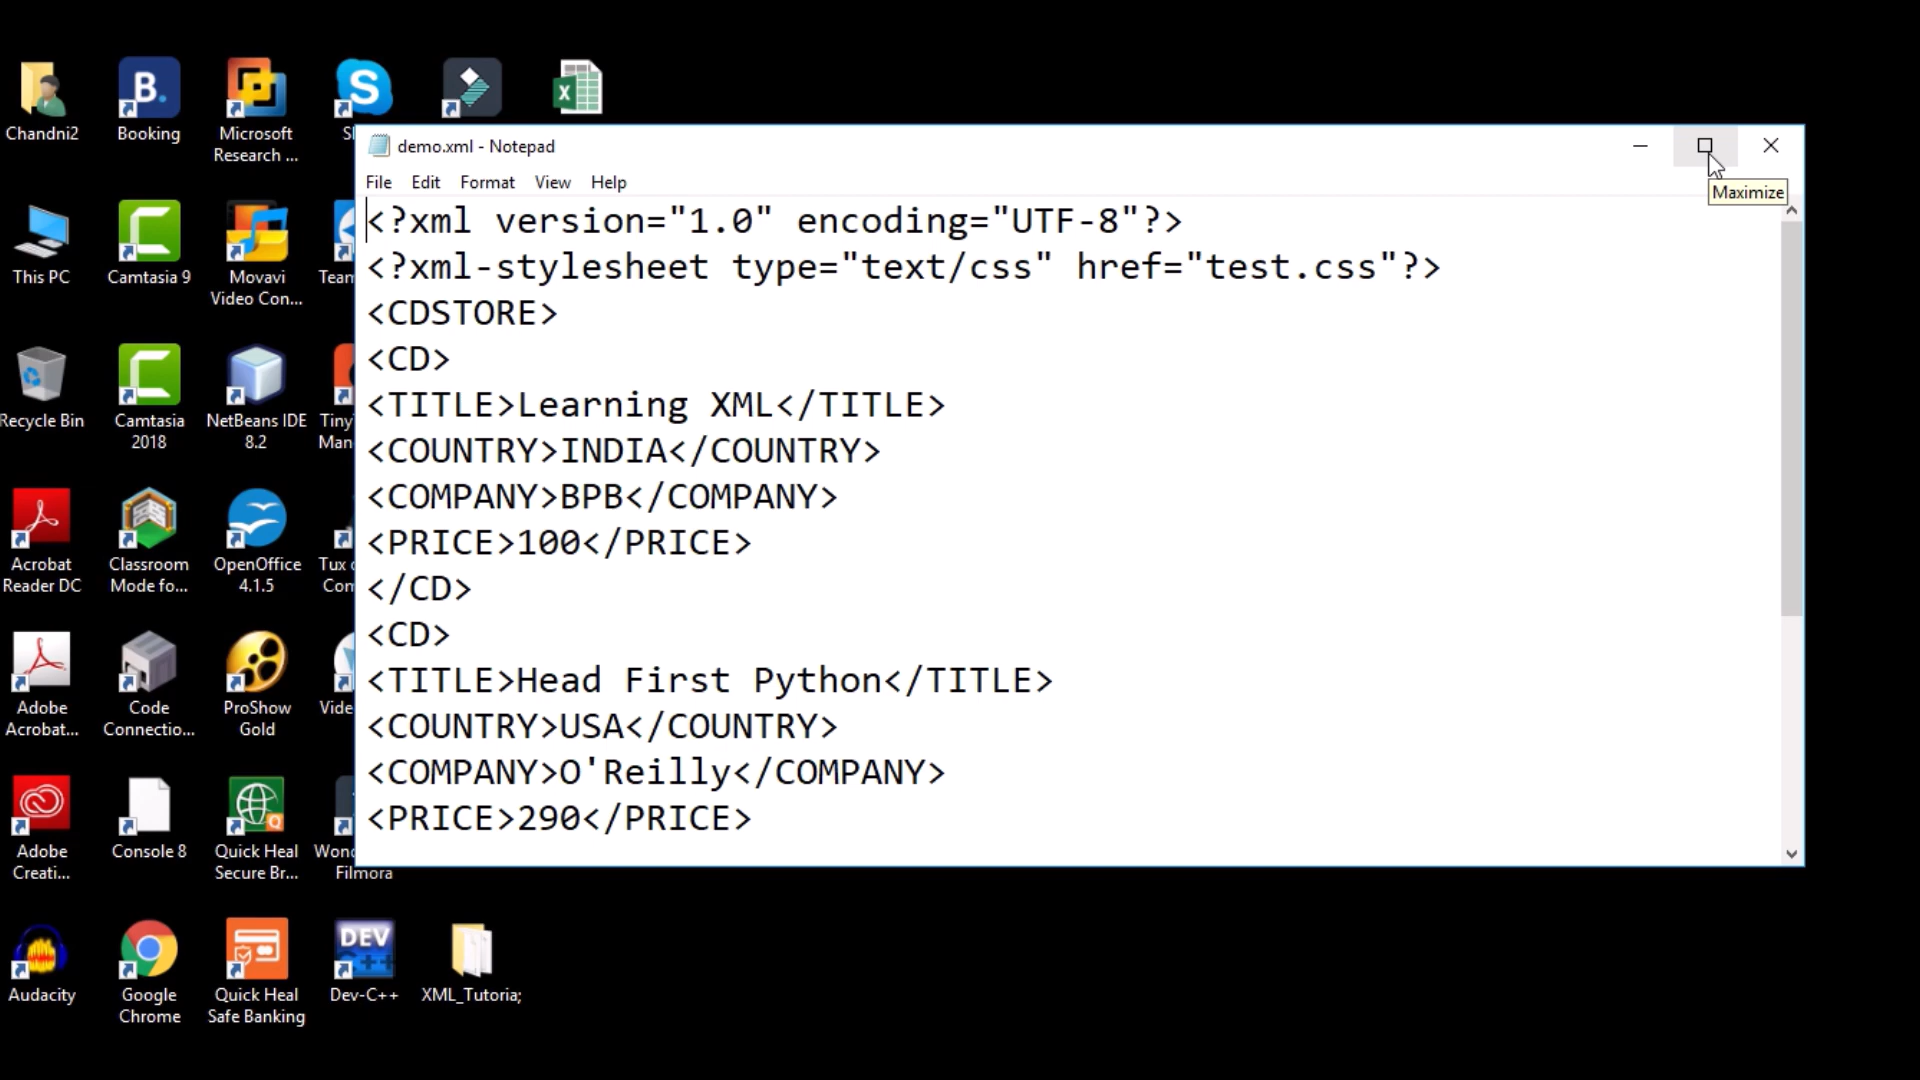 Chandni2
Booking
Microsoft
Research ...
This PC
Camtasia 9
Movavi
Video Con...
Recycle Bin
Camtasia
2018
NetBeans IDE
8.2
Acrobat
Reader DC
Classroom
Mode fo...
OpenOffice
4.1.5
Adobe
Acrobat...
Code
Connectio...
ProShow
Gold
Adobe
Creati...
Console 8
Quick Heal
Secure Br...
Filmora
Audacity
Google
Chrome
Quick Heal
Safe Banking
DEV
C++
Dev-C++
XML_Tutoria;
demo.xml - Notepad
Maximize
File Edit Format View Help
<?xml version="1.0" encoding="UTF-8"?>
<?xml-stylesheet type="text/css" href="test.css"?>
<CDSTORE>
<CD>
<TITLE>Learning XML</TITLE>
<COUNTRY>INDIA</COUNTRY>
<COMPANY>BPB</COMPANY>
<PRICE>100</PRICE>
</CD>
<CD>
<TITLE>Head First Python</TITLE>
<COUNTRY>USA</COUNTRY>
<COMPANY>O'Reilly</COMPANY>
<PRICE>290</PRICE>